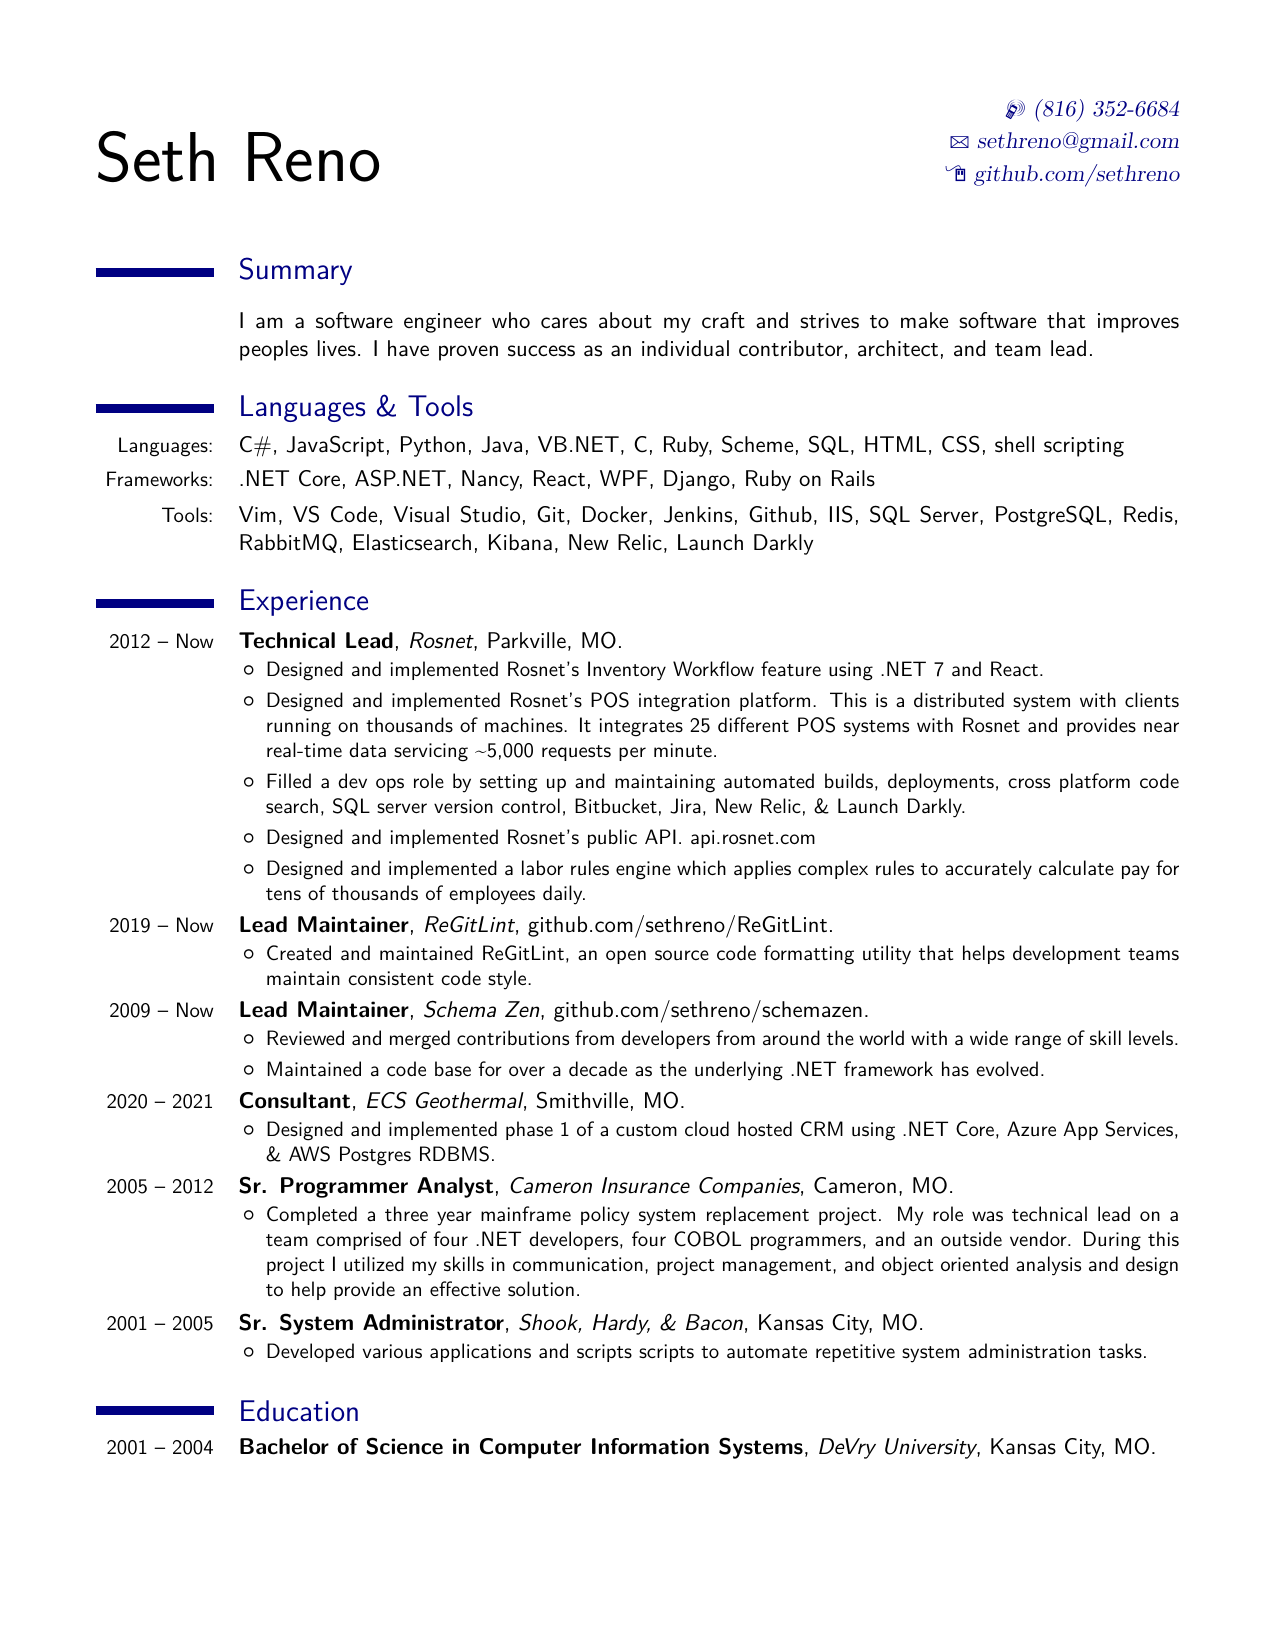 Seth Reno
(816) 352-6684
sethreno@gmail.com
github.com/sethreno
Summary
I am a software engineer who cares about my craft and strives to make software that improves
peoples lives. I have proven success as an individual contributor, architect, and team lead.
Languages & Tools
Languages: C#, JavaScript, Python, Java, VB.NET, C, Ruby, Scheme, SQL, HTML, CSS, shell scripting
Frameworks: .NET Core, ASP.NET, Nancy, React, WPF, Django, Ruby on Rails
Tools: Vim, VS Code, Visual Studio, Git, Docker, Jenkins, Github, IIS, SQL Server, PostgreSQL, Redis,
RabbitMQ, Elasticsearch, Kibana, New Relic, Launch Darkly
Experience
2012 – Now Technical Lead, Rosnet, Parkville, MO.
○ Designed and implemented Rosnet's Inventory Workflow feature using .NET 7 and React.
○ Designed and implemented Rosnet's POS integration platform. This is a distributed system with clients
running on thousands of machines. It integrates 25 different POS systems with Rosnet and provides near
real-time data servicing ~5,000 requests per minute.
○ Filled a dev ops role by setting up and maintaining automated builds, deployments, cross platform code
search, SQL server version control, Bitbucket, Jira, New Relic, & Launch Darkly.
○ Designed and implemented Rosnet's public API. api.rosnet.com
○ Designed and implemented a labor rules engine which applies complex rules to accurately calculate pay for
tens of thousands of employees daily.
2019 – Now Lead Maintainer, ReGitLint, github.com/sethreno/ReGitLint.
○ Created and maintained ReGitLint, an open source code formatting utility that helps development teams
maintain consistent code style.
2009 – Now Lead Maintainer, Schema Zen, github.com/sethreno/schemazen.
○ Reviewed and merged contributions from developers from around the world with a wide range of skill levels.
○ Maintained a code base for over a decade as the underlying .NET framework has evolved.
2020 – 2021 Consultant, ECS Geothermal, Smithville, MO.
○ Designed and implemented phase 1 of a custom cloud hosted CRM using .NET Core, Azure App Services,
& AWS Postgres RDBMS.
2005 – 2012 Sr. Programmer Analyst, Cameron Insurance Companies, Cameron, MO.
○ Completed a three year mainframe policy system replacement project. My role was technical lead on a
team comprised of four .NET developers, four COBOL programmers, and an outside vendor. During this
project I utilized my skills in communication, project management, and object oriented analysis and design
to help provide an effective solution.
2001 – 2005 Sr. System Administrator, Shook, Hardy, & Bacon, Kansas City, MO.
○ Developed various applications and scripts scripts to automate repetitive system administration tasks.
Education
2001 – 2004 Bachelor of Science in Computer Information Systems, DeVry University, Kansas City, MO.